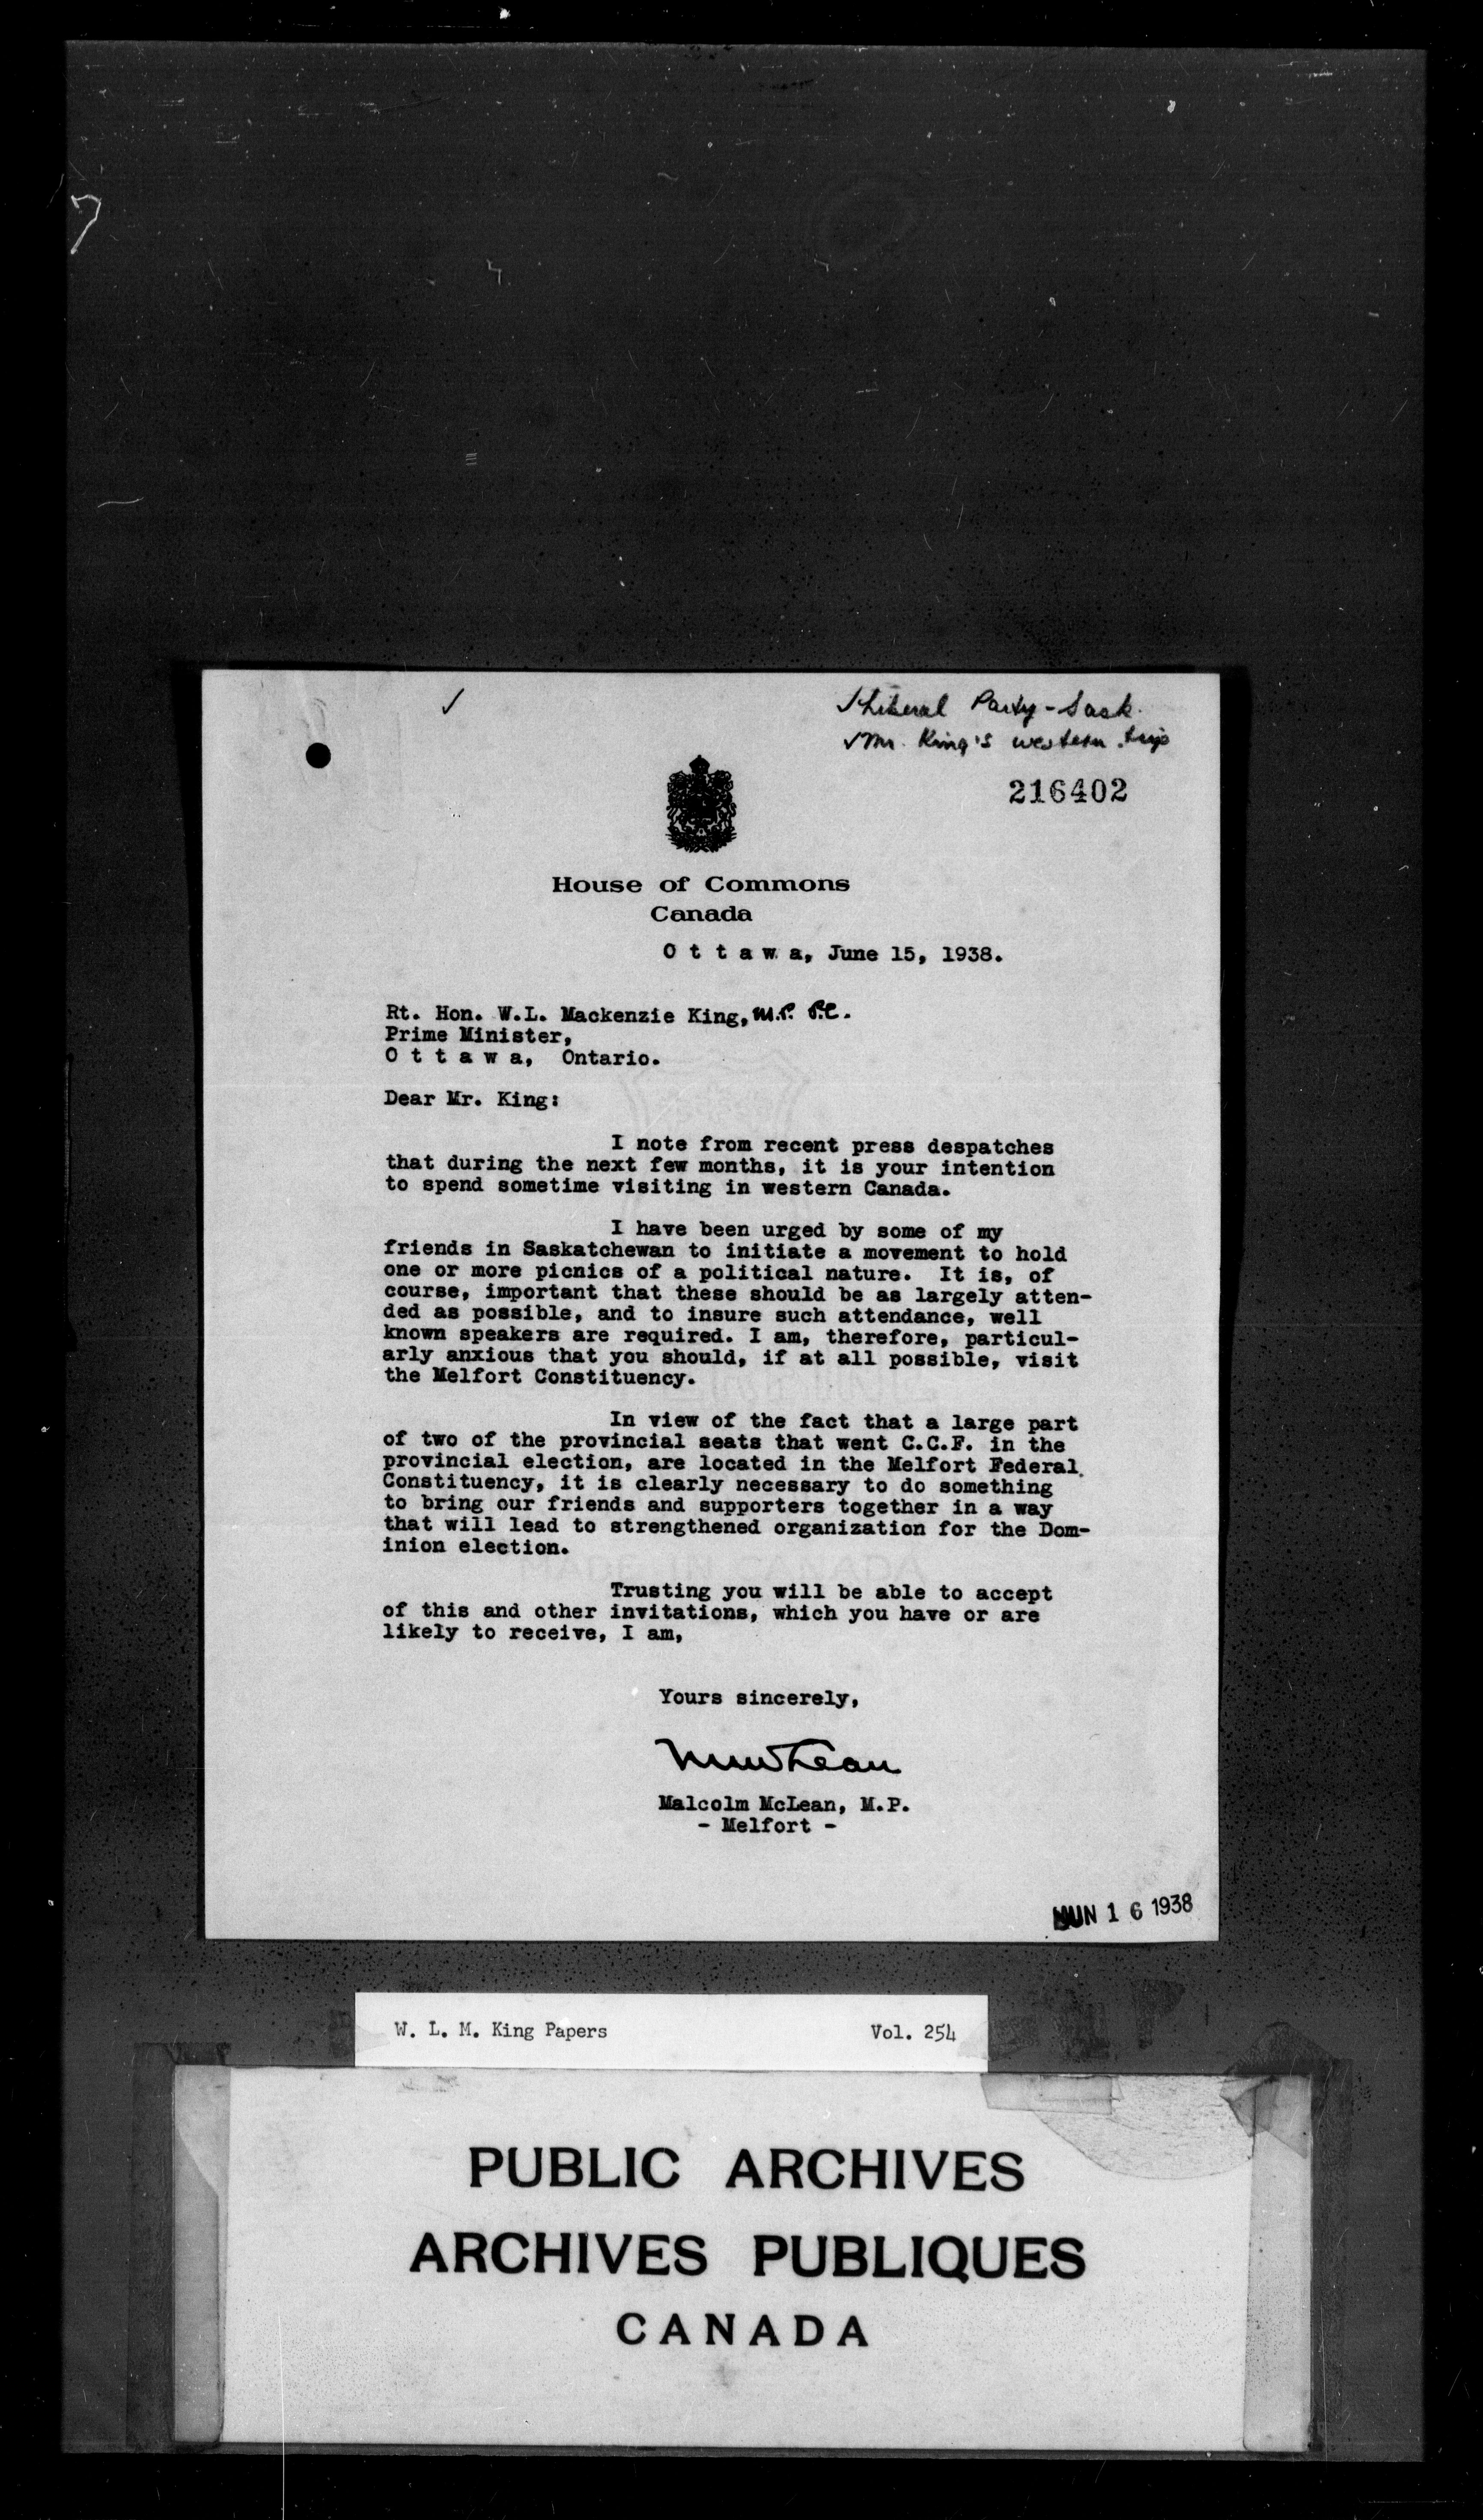 ✓ ✓Liberal Party - Sask.
✓Mr. King's western trip
216402
House of Commons
Canada
O t t a w a, June 15, 1938.
Rt. Hon. W.L. Mackenzie King, M.P. P.C.
Prime Minister,
O t t a w a, Ontario.
Dear Mr. King:
I note from recent press despatches
that during the next few months, it is your intention
to spend sometime visiting in western Canada.
I have been urged by some of my
friends in Saskatchewan to initiate a movement to hold
one or more picnics of a political nature. It is, of
course, important that these should be as largely atten-
ded as possible, and to insure such attendance, well
known speakers are required. I am, therefore, particul-
arly anxious that you should, if at all possible, visit
the Melfort Constituency.
In view of the fact that a large part
of two of the provincial seats that went C.C.F. in the
provincial election, are located in the Melfort Federal
Constituency, it is clearly necessary to do something
to bring our friends and supporters together in a way
that will lead to strengthened organization for the Dom-
inion election.
Trusting you will be able to accept
of this and other invitations, which you have or are
likely to receive, I am,
Yours sincerely,
Malcolm McLean, M.P.
- Melfort -
JUN 16 1938
W. L. M. King Papers Vol. 254
PUBLIC ARCHIVES
ARCHIVES PUBLIQUES
CANADA